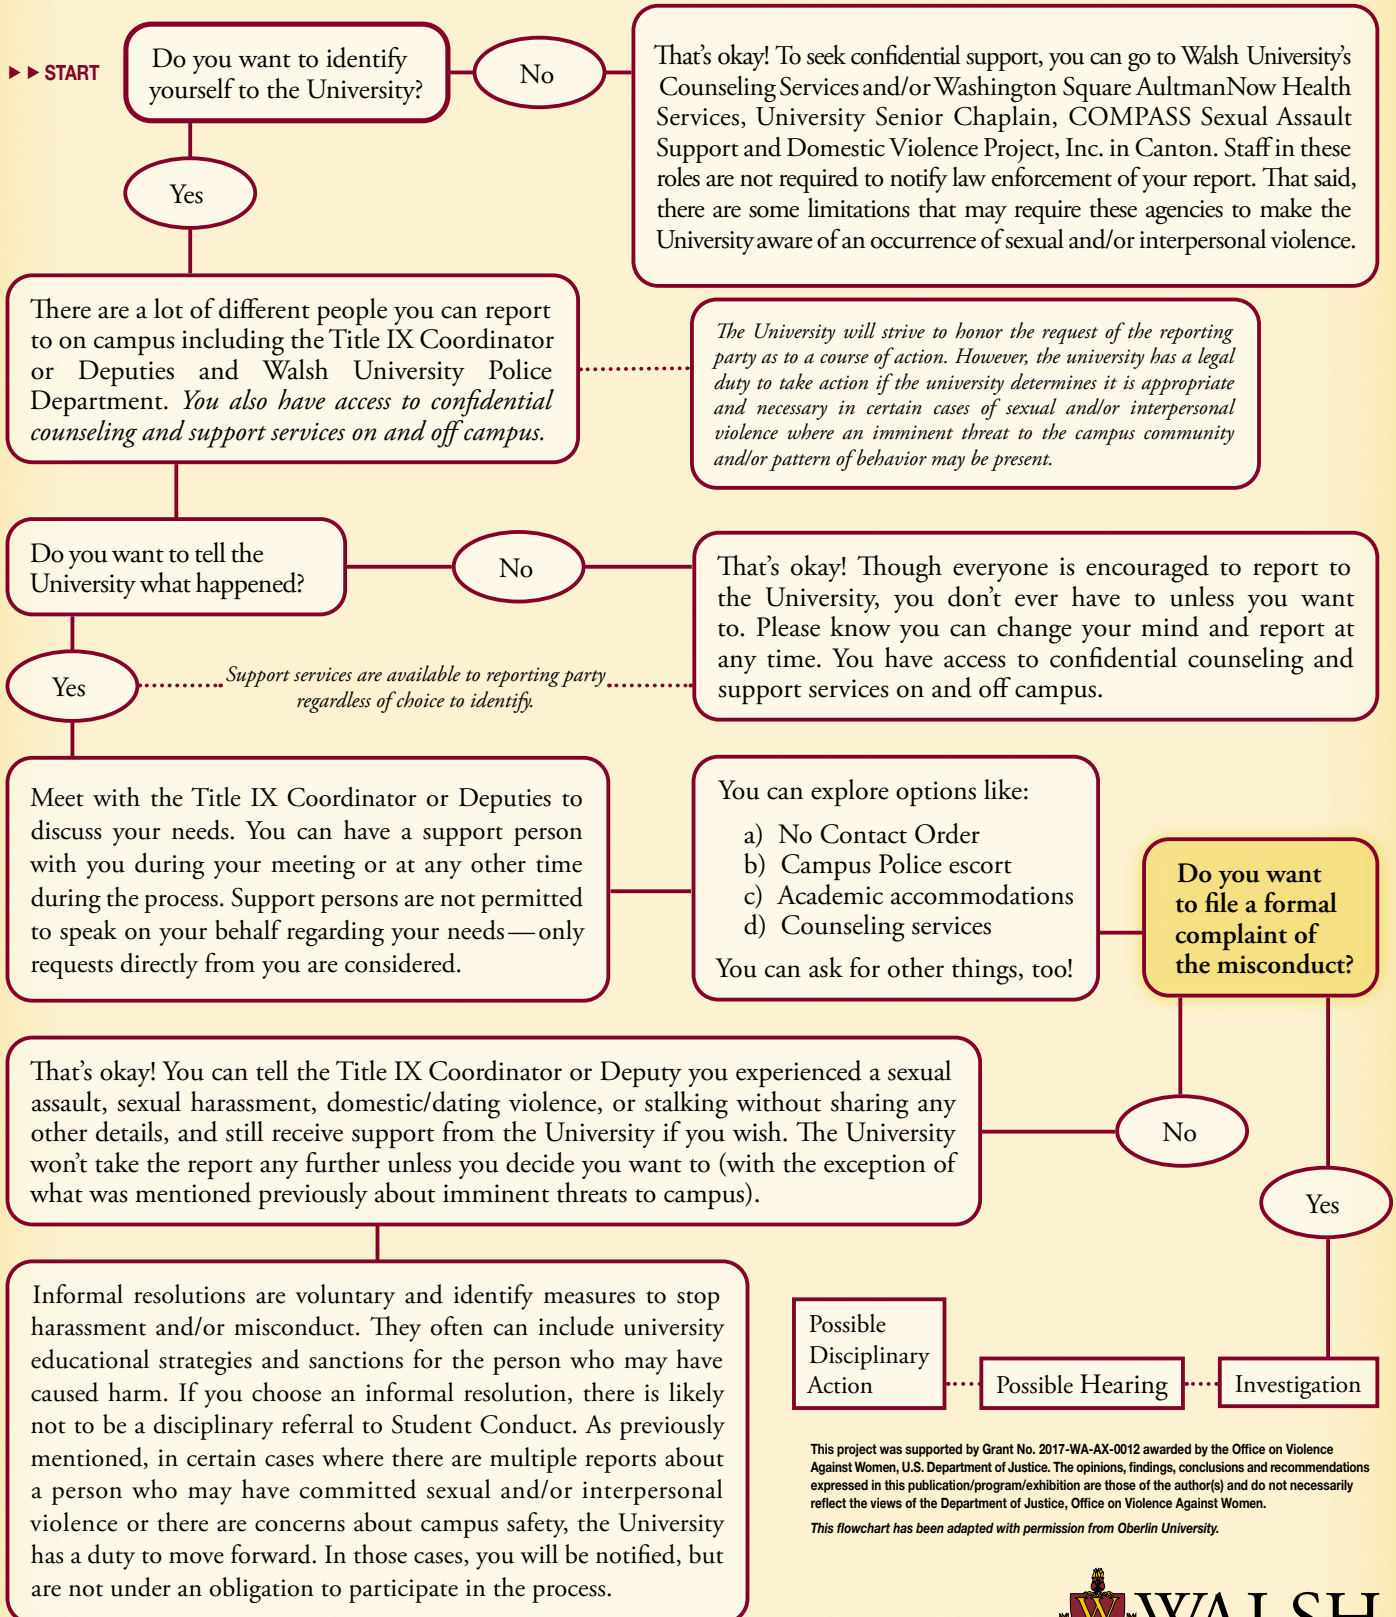 ▶ ▶ START
Do you want to identify
yourself to the University?
No
That's okay! To seek confidential support, you can go to Walsh University's
Counseling Services and/or Washington Square AultmanNow Health
Services, University Senior Chaplain, COMPASS Sexual Assault
Support and Domestic Violence Project, Inc. in Canton. Staff in these
roles are not required to notify law enforcement of your report. That said,
there are some limitations that may require these agencies to make the
University aware of an occurrence of sexual and/or interpersonal violence.
Yes
There are a lot of different people you can report
to on campus including the Title IX Coordinator
or Deputies and Walsh University Police
Department. You also have access to confidential
counseling and support services on and off campus.
The University will strive to honor the request of the reporting
party as to a course of action. However, the university has a legal
duty to take action if the university determines it is appropriate
and necessary in certain cases of sexual and/or interpersonal
violence where an imminent threat to the campus community
and/or pattern of behavior may be present.
Do you want to tell the
University what happened?
No
That's okay! Though everyone is encouraged to report to
the University, you don't ever have to unless you want
to. Please know you can change your mind and report at
any time. You have access to confidential counseling and
support services on and off campus.
Yes
Support services are available to reporting party
regardless of choice to identify.
Meet with the Title IX Coordinator or Deputies to
discuss your needs. You can have a support person
with you during your meeting or at any other time
during the process. Support persons are not permitted
to speak on your behalf regarding your needs—only
requests directly from you are considered.
You can explore options like:
a) No Contact Order
b) Campus Police escort
c) Academic accommodations
d) Counseling services
You can ask for other things, too!
Do you want
to file a formal
complaint of
the misconduct?
That's okay! You can tell the Title IX Coordinator or Deputy you experienced a sexual
assault, sexual harassment, domestic/dating violence, or stalking without sharing any
other details, and still receive support from the University if you wish. The University
won't take the report any further unless you decide you want to (with the exception of
what was mentioned previously about imminent threats to campus).
No
Yes
Informal resolutions are voluntary and identify measures to stop
harassment and/or misconduct. They often can include university
educational strategies and sanctions for the person who may have
caused harm. If you choose an informal resolution, there is likely
not to be a disciplinary referral to Student Conduct. As previously
mentioned, in certain cases where there are multiple reports about
a person who may have committed sexual and/or interpersonal
violence or there are concerns about campus safety, the University
has a duty to move forward. In those cases, you will be notified, but
are not under an obligation to participate in the process.
Possible
Disciplinary
Action
Possible Hearing
Investigation
This project was supported by Grant No. 2017-WA-AX-0012 awarded by the Office on Violence
Against Women, U.S. Department of Justice. The opinions, findings, conclusions and recommendations
expressed in this publication/program/exhibition are those of the author(s) and do not necessarily
reflect the views of the Department of Justice, Office on Violence Against Women.
This flowchart has been adapted with permission from Oberlin University.
W WALSH